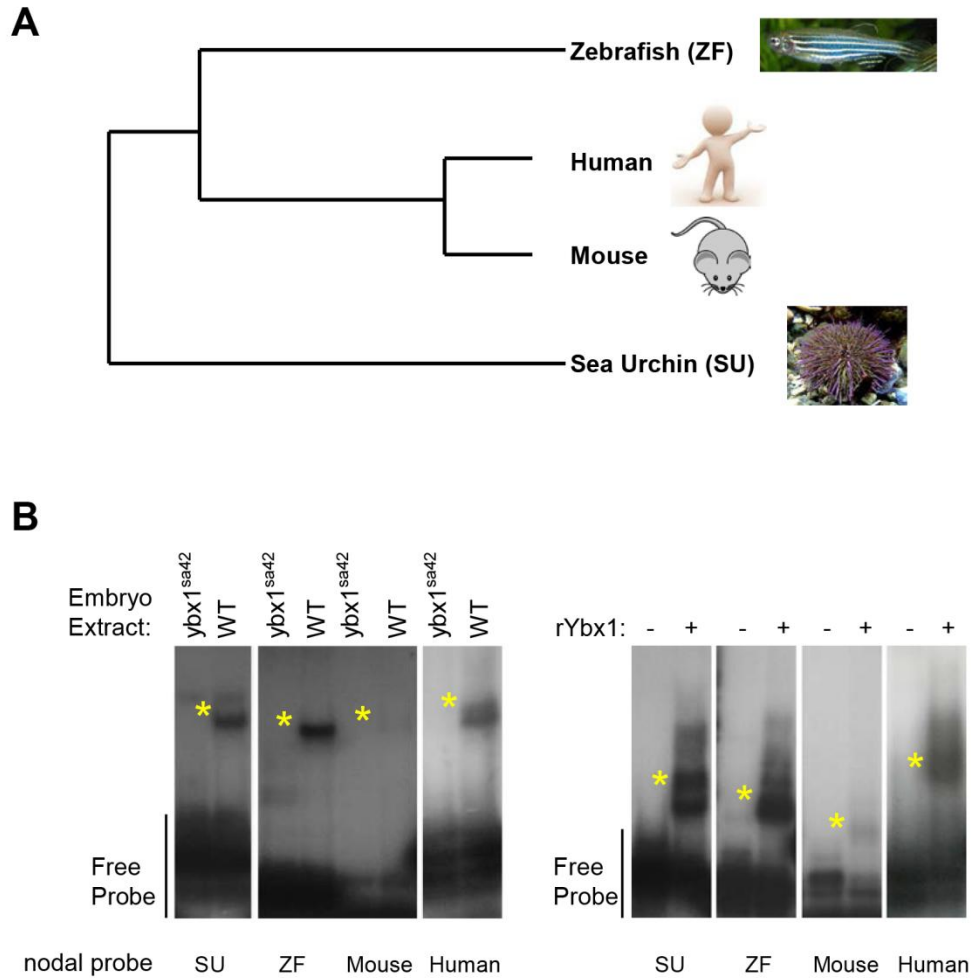 A
Zebrafish (ZF)
Human
Mouse
Sea Urchin (SU)
B
Embryo
Extract:
ybx1sa42 WT ybx1sa42 WT ybx1sa42 WT ybx1sa42 WT
* * * *
Free
Probe
nodal probe SU ZF Mouse Human
rYbx1: - + - + - + - +
* * * *
Free
Probe
SU ZF Mouse Human